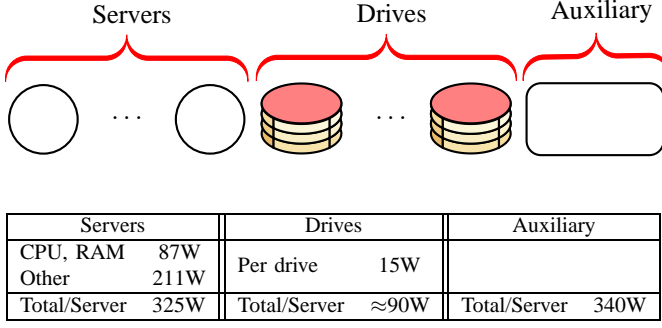 Servers Drives Auxiliary
... ...
Servers Drives Auxiliary
CPU, RAM 87W
Other 211W
Per drive 15W
Total/Server 325W Total/Server ≈90W Total/Server 340W